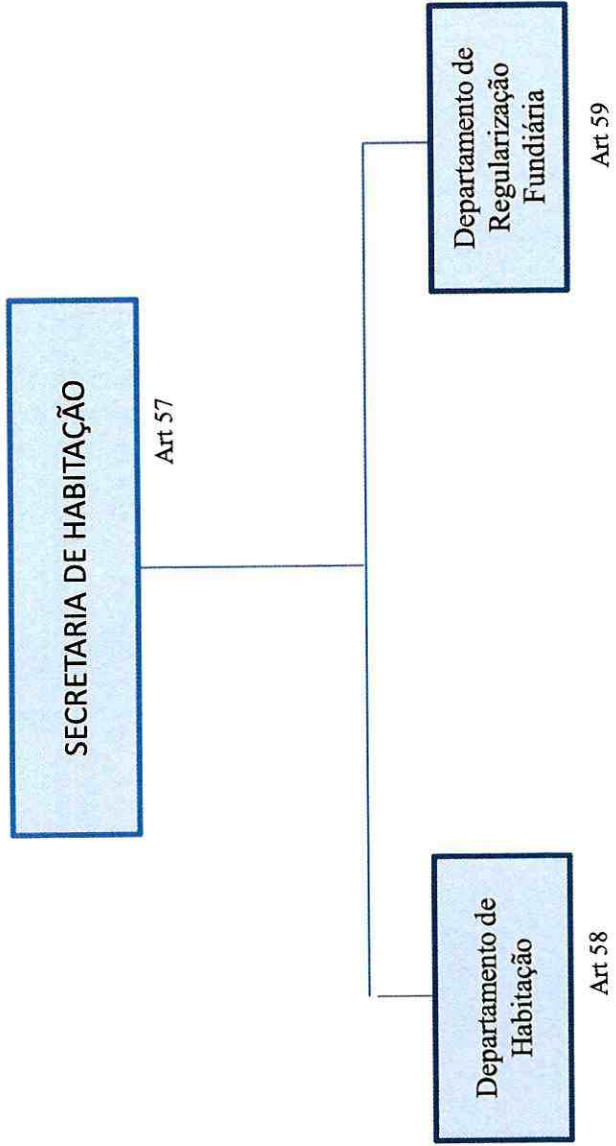 SECRETARIA DE HABITAÇÃO
Art 57
Departamento de
Habitação
Art 58
Departamento de
Regularização
Fundiária
Art 59